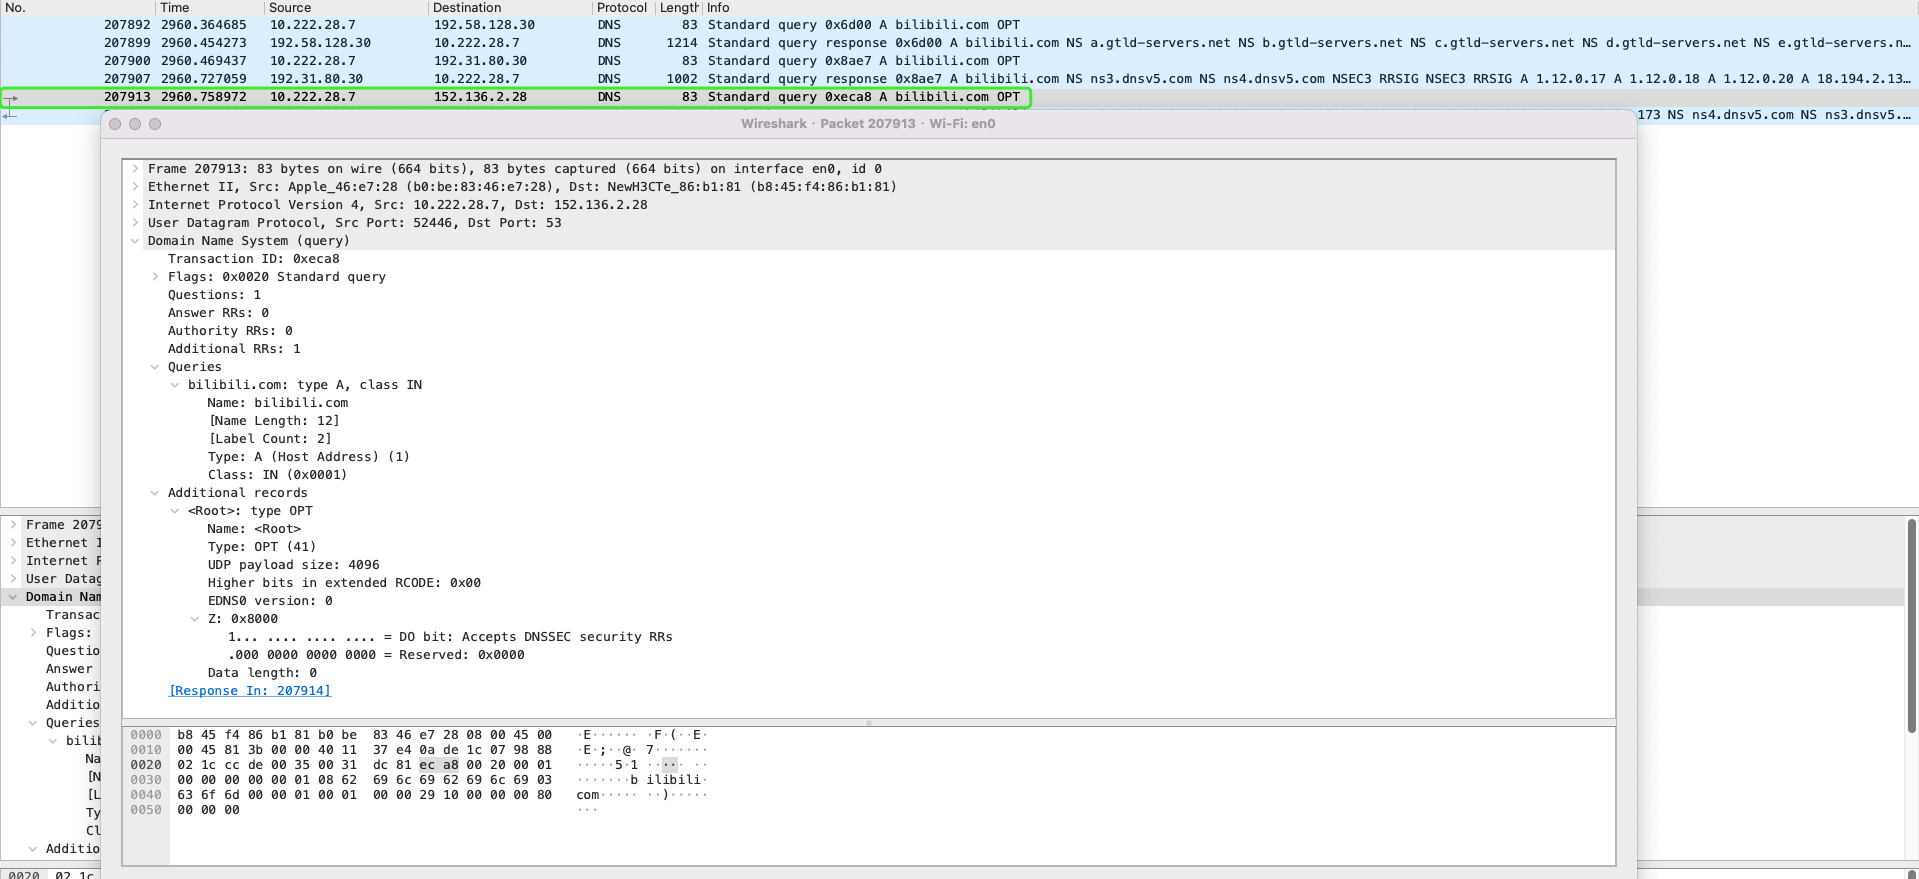 No. Time Source Destination Protocol Length Info
207892 2960.364685 10.222.28.7 192.58.128.30 DNS 83 Standard query 0x6d00 A bilibili.com OPT
207899 2960.454273 192.58.128.30 10.222.28.7 DNS 1214 Standard query response 0x6d00 A bilibili.com NS a.gtld-servers.net NS b.gtld-servers.net NS c.gtld-servers.net NS d.gtld-servers.net NS e.gtld-servers.n…
207900 2960.469437 10.222.28.7 192.31.80.30 DNS 83 Standard query 0x8ae7 A bilibili.com OPT
207907 2960.727059 192.31.80.30 10.222.28.7 DNS 1002 Standard query response 0x8ae7 A bilibili.com NS ns3.dnsv5.com NS ns4.dnsv5.com NSEC3 RRSIG NSEC3 RRSIG A 1.12.0.17 A 1.12.0.18 A 1.12.0.20 A 18.194.2.13…
207913 2960.758972 10.222.28.7 152.136.2.28 DNS 83 Standard query 0xeca8 A bilibili.com OPT
173 NS ns4.dnsv5.com NS ns3.dnsv5.…
Wireshark · Packet 207913 · Wi-Fi: en0
Frame 207913: 83 bytes on wire (664 bits), 83 bytes captured (664 bits) on interface en0, id 0
Ethernet II, Src: Apple_46:e7:28 (b0:be:83:46:e7:28), Dst: NewH3CTe_86:b1:81 (b8:45:f4:86:b1:81)
Internet Protocol Version 4, Src: 10.222.28.7, Dst: 152.136.2.28
User Datagram Protocol, Src Port: 52446, Dst Port: 53
Domain Name System (query)
Transaction ID: 0xeca8
Flags: 0x0020 Standard query
Questions: 1
Answer RRs: 0
Authority RRs: 0
Additional RRs: 1
Queries
bilibili.com: type A, class IN
Name: bilibili.com
[Name Length: 12]
[Label Count: 2]
Type: A (Host Address) (1)
Class: IN (0x0001)
Additional records
<Root>: type OPT
Name: <Root>
Type: OPT (41)
UDP payload size: 4096
Higher bits in extended RCODE: 0x00
EDNS0 version: 0
Z: 0x8000
1... .... .... .... = DO bit: Accepts DNSSEC security RRs
.000 0000 0000 0000 = Reserved: 0x0000
Data length: 0
[Response In: 207914]
0000 b8 45 f4 86 b1 81 b0 be 83 46 e7 28 08 00 45 00 ·E······ ·F·(··E·
0010 00 45 81 3b 00 00 40 11 37 e4 0a de 1c 07 98 88 ·E·;··@· 7·······
0020 02 1c cc de 00 35 00 31 dc 81 ec a8 00 20 00 01 ·····5·1 ····· ··
0030 00 00 00 00 00 01 08 62 69 6c 69 62 69 6c 69 03 ·······b ilibili·
0040 63 6f 6d 00 00 01 00 01 00 00 29 10 00 00 00 80 com····· ··)·····
0050 00 00 00 ···
Frame 2079
Ethernet I
Internet P
User Datag
Domain Nam
Transac
Flags:
Questio
Answer
Authori
Additio
Queries
bilib
Na
[N
[L
Ty
Cl
Additio
0020 02 1c